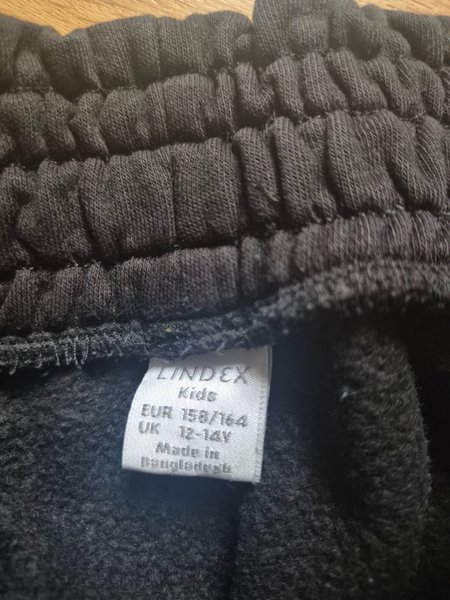 LINDEX
Kids
EUR 158/164
UK 12-14Y
Made in
Bangladesh